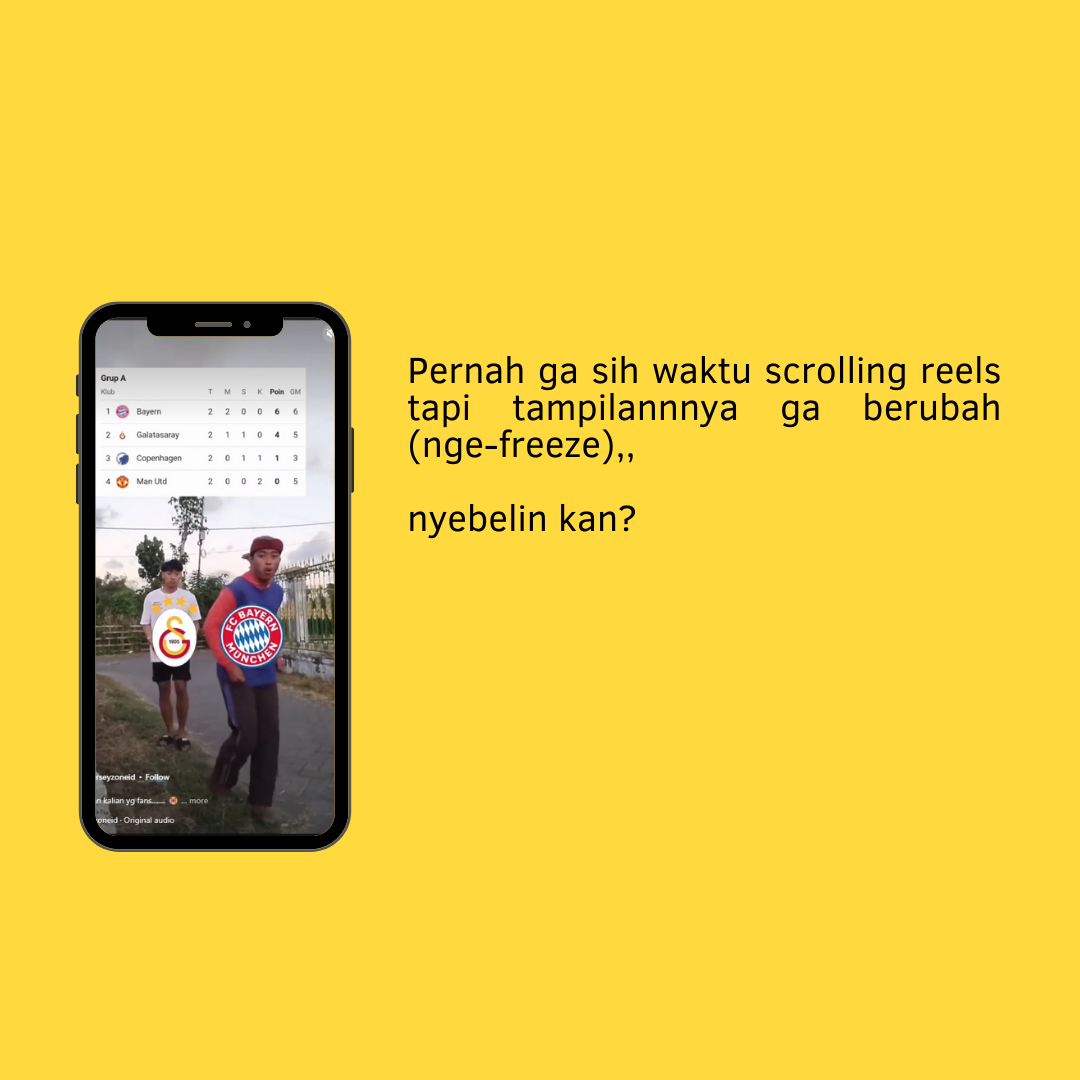 Grup A
Klub T M S K Poin GM
1 Bayern 2 2 0 0 6 6
2 Galatasaray 2 1 1 0 4 5
3 Copenhagen 2 0 1 1 1 3
4 Man Utd 2 0 0 2 0 5
1905
FC BAYERN
MÜNCHEN
rseyzoneid • Follow
n kalian yg fans...... ... more
oneid · Original audio
Pernah ga sih waktu scrolling reels
tapi tampilannnya ga berubah
(nge-freeze),,
nyebelin kan?